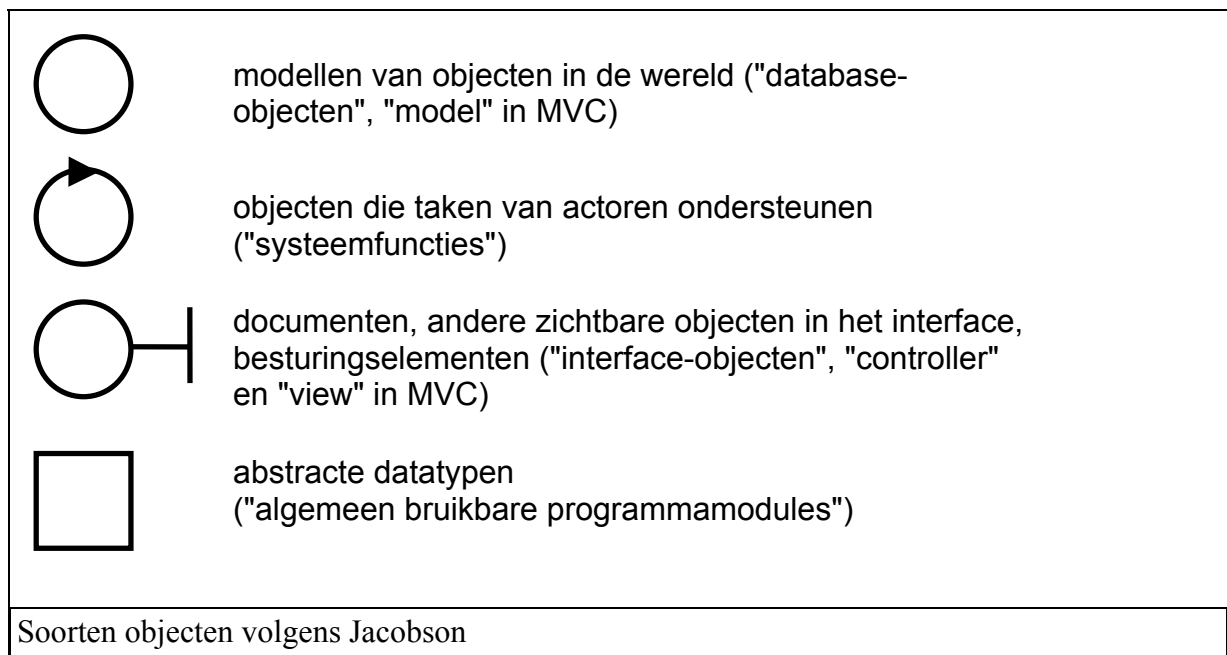 modellen van objecten in de wereld ("database-
objecten", "model" in MVC)
objecten die taken van actoren ondersteunen
("systeemfuncties")
documenten, andere zichtbare objecten in het interface,
besturingselementen ("interface-objecten", "controller"
en "view" in MVC)
abstracte datatypen
("algemeen bruikbare programmamodules")
Soorten objecten volgens Jacobson